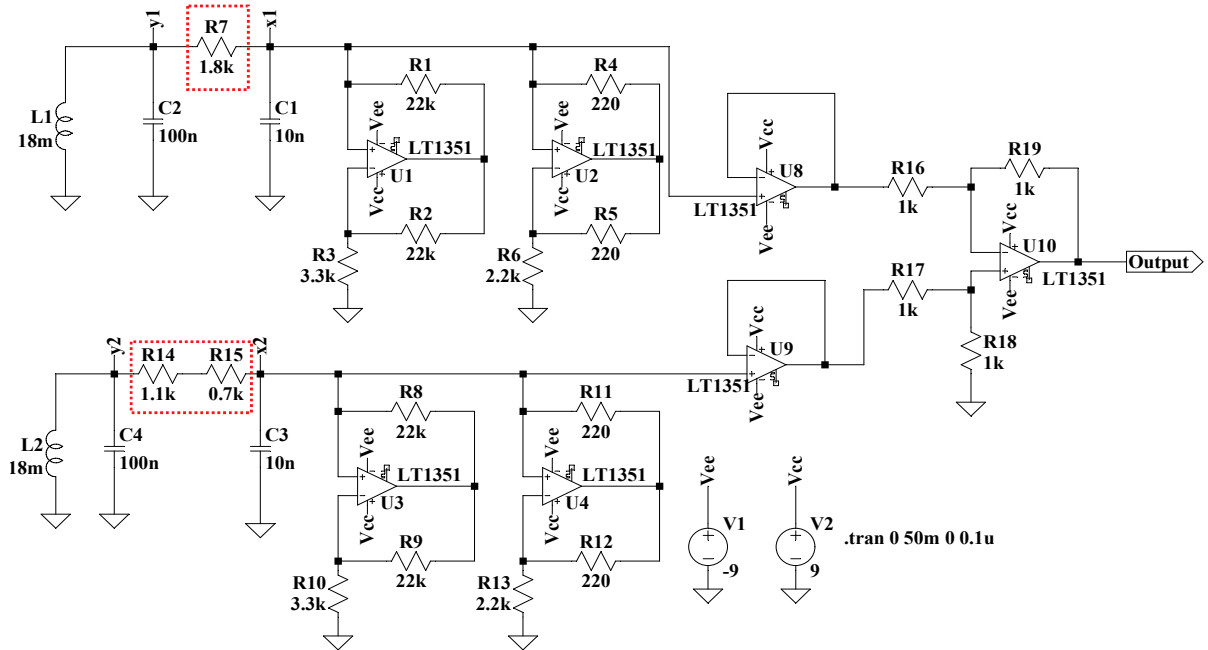 y1
R7
1.8k
x1
L1
18m
C2
100n
C1
10n
R1
22k
Vee
LT1351
U1
Vcc
R2
22k
R3
3.3k
R4
220
Vee
LT1351
U2
Vcc
R5
220
R6
2.2k
Vcc
U8
LT1351
Vee
R16
1k
R19
1k
Vcc
U10
LT1351
Vee
Output
R17
1k
R18
1k
Vcc
U9
LT1351
Vee
y2
R14
1.1k
R15
0.7k
x2
L2
18m
C4
100n
C3
10n
R8
22k
Vee
LT1351
U3
Vcc
R9
22k
R10
3.3k
R11
220
Vee
LT1351
U4
Vcc
R12
220
R13
2.2k
Vee
V1
-9
Vcc
V2
9
.tran 0 50m 0 0.1u